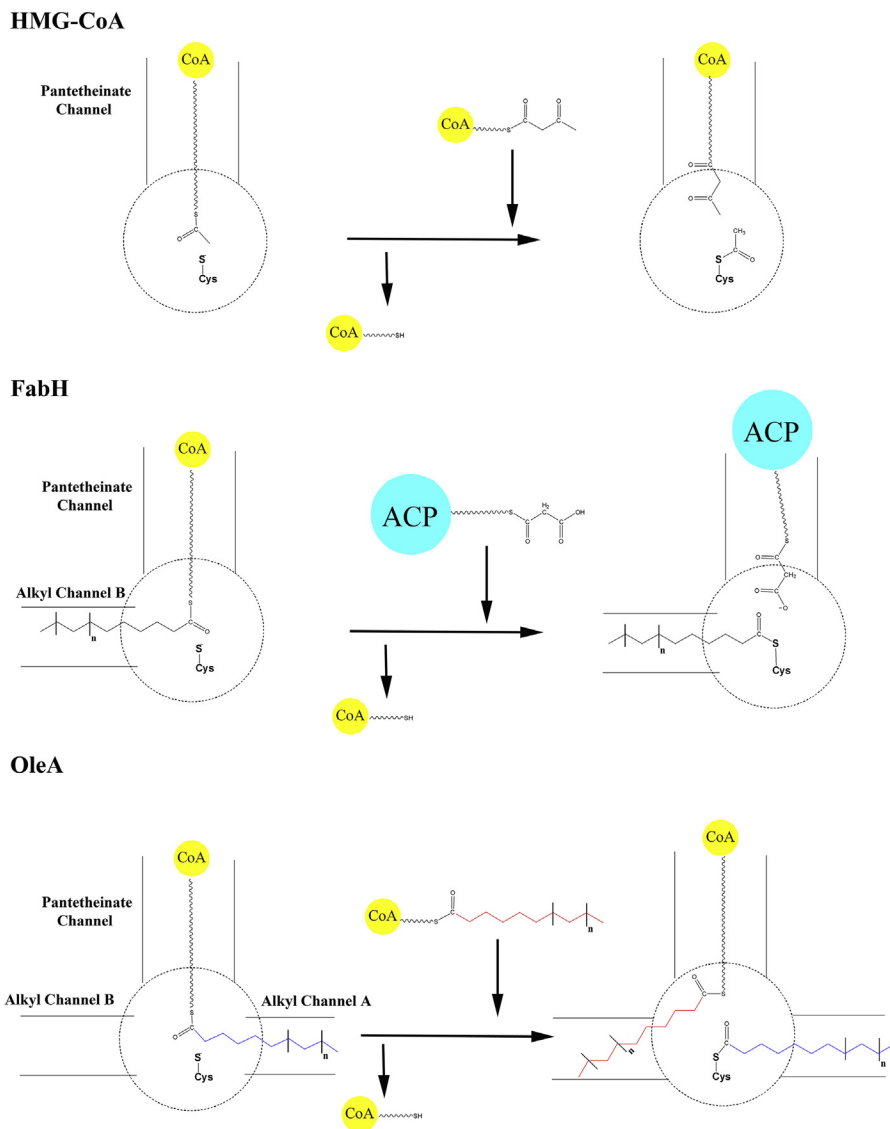 HMG-CoA
CoA
CoA
Pantetheinate
Channel
CoA
S
O
C
O
C
O
C
O
C
O
S
C
O
S
Cys
CH₃
S
C
O
Cys
CoA
SH
FabH
ACP
CoA
Pantetheinate
Channel
ACP
S
C
O
H₂
C
C
O
OH
S
O
C
CH₂
O
C
O⁻
Alkyl Channel B
S
C
O
n
S
Cys
O
C
S
n
Cys
CoA
SH
OleA
CoA
CoA
Pantetheinate
Channel
CoA
S
O
C
n
Alkyl Channel B
Alkyl Channel A
S
O
C
n
S
Cys
O
C
S
n
O
C
S
n
Cys
CoA
SH